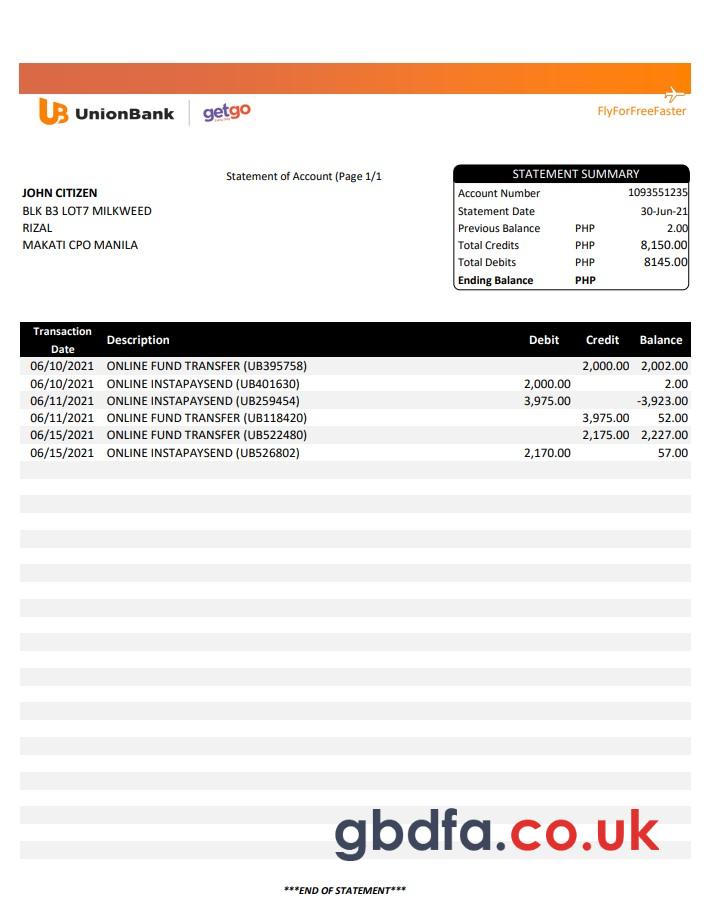 UnionBank getgo
FlyForFreeFaster
Statement of Account (Page 1/1
STATEMENT SUMMARY
JOHN CITIZEN
BLK B3 LOT7 MILKWEED
RIZAL
MAKATI CPO MANILA
Account Number 1093551235
Statement Date 30-Jun-21
Previous Balance PHP 2.00
Total Credits PHP 8,150.00
Total Debits PHP 8145.00
Ending Balance PHP
Transaction Date Description Debit Credit Balance
06/10/2021 ONLINE FUND TRANSFER (UB395758) 2,000.00 2,002.00
06/10/2021 ONLINE INSTAPAYSEND (UB401630) 2,000.00 2.00
06/11/2021 ONLINE INSTAPAYSEND (UB259454) 3,975.00 -3,923.00
06/11/2021 ONLINE FUND TRANSFER (UB118420) 3,975.00 52.00
06/15/2021 ONLINE FUND TRANSFER (UB522480) 2,175.00 2,227.00
06/15/2021 ONLINE INSTAPAYSEND (UB526802) 2,170.00 57.00
gbdfa.co.uk
***END OF STATEMENT***